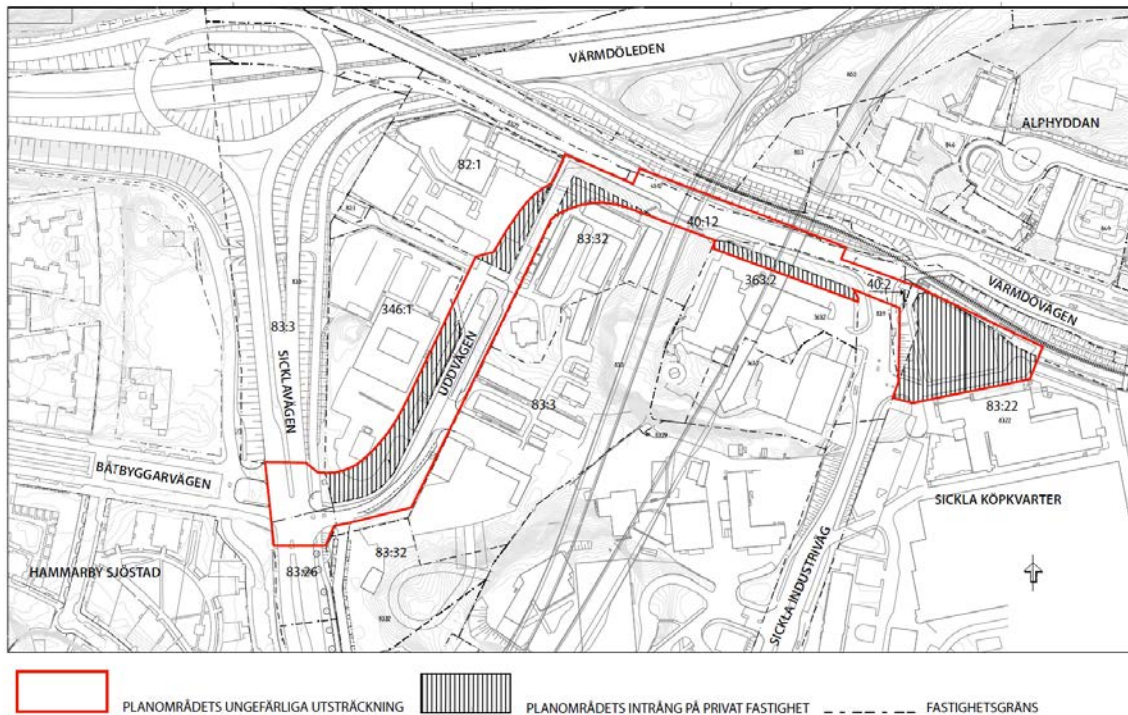 VÄRMDÖLEDEN
ALPHYDDAN
82:1
40:12
83:32
363:2
40:2
VÄRMDÖVÄGEN
346:1
83:3
SICKLAVÄGEN
UDDVÄGEN
83:3
83:22
BÅTBYGGARVÄGEN
SICKLA KÖPKVARTER
83:32
HAMMARBY SJÖSTAD
83:26
SICKLA INDUSTRIVÄG
PLANOMRÅDETS UNGEFÄRLIGA UTSTRÄCKNING
PLANOMRÅDETS INTRÅNG PÅ PRIVAT FASTIGHET
FASTIGHETSGRÄNS